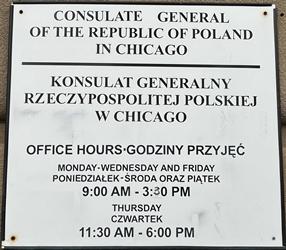 CONSULATE GENERAL
OF THE REPUBLIC OF POLAND
IN CHICAGO
KONSULAT GENERALNY
RZECZYPOSPOLITEJ POLSKIEJ
W CHICAGO
OFFICE HOURS•GODZINY PRZYJĘĆ
MONDAY-WEDNESDAY AND FRIDAY
PONIEDZIAŁEK-ŚRODA ORAZ PIĄTEK
9:00 AM - 3:30 PM
THURSDAY
CZWARTEK
11:30 AM - 6:00 PM